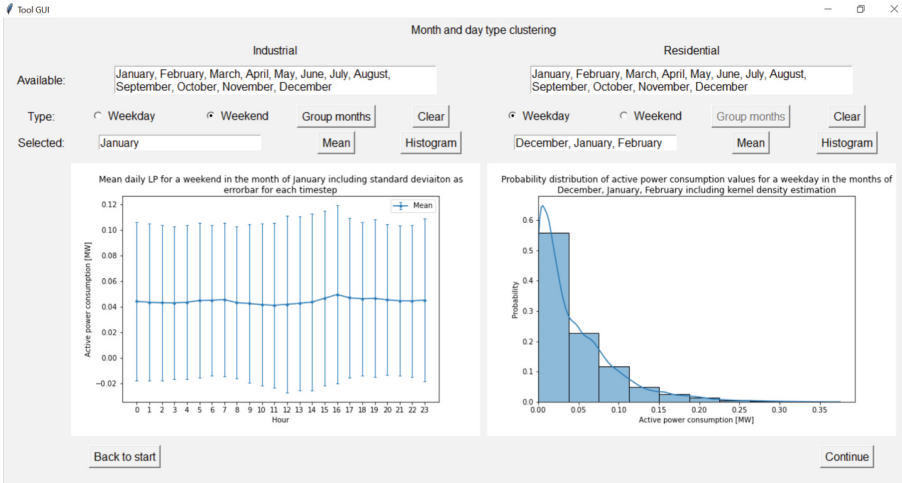 Tool GUI
Month and day type clustering
Industrial
Residential
Available:
January, February, March, April, May, June, July, August,
September, October, November, December
January, February, March, April, May, June, July, August,
September, October, November, December
Type:
Weekday
Weekend
Group months
Clear
Weekday
Weekend
Group months
Clear
Selected:
January
Mean
Histogram
December, January, February
Mean
Histogram
Mean daily LP for a weekend in the month of January including standard deviaiton as
errorbar for each timestep
Mean
0.12
0.10
0.08
0.06
0.04
0.02
0.00
−0.02
Active power consumption [MW]
0 1 2 3 4 5 6 7 8 9 10 11 12 13 14 15 16 17 18 19 20 21 22 23
Hour
Probability distribution of active power consumption values for a weekday in the months of
December, January, February including kernel density estimation
0.6
0.5
0.4
0.3
0.2
0.1
0.0
Probability
0.00 0.05 0.10 0.15 0.20 0.25 0.30 0.35
Active power consumption [MW]
Back to start
Continue